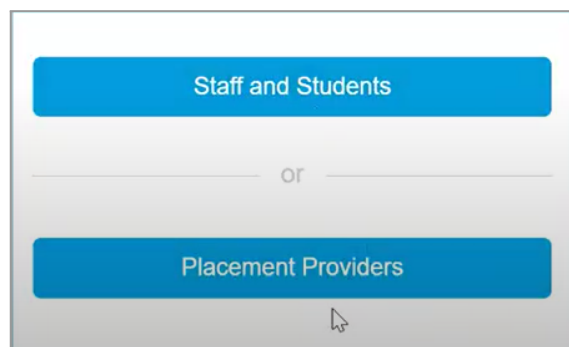 Staff and Students
or
Placement Providers